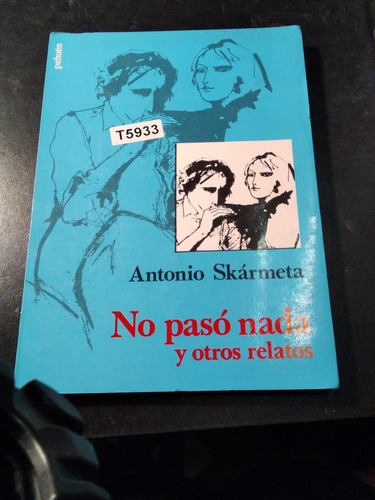 pehuén
T5933
Antonio Skármeta
No pasó nada
y otros relatos